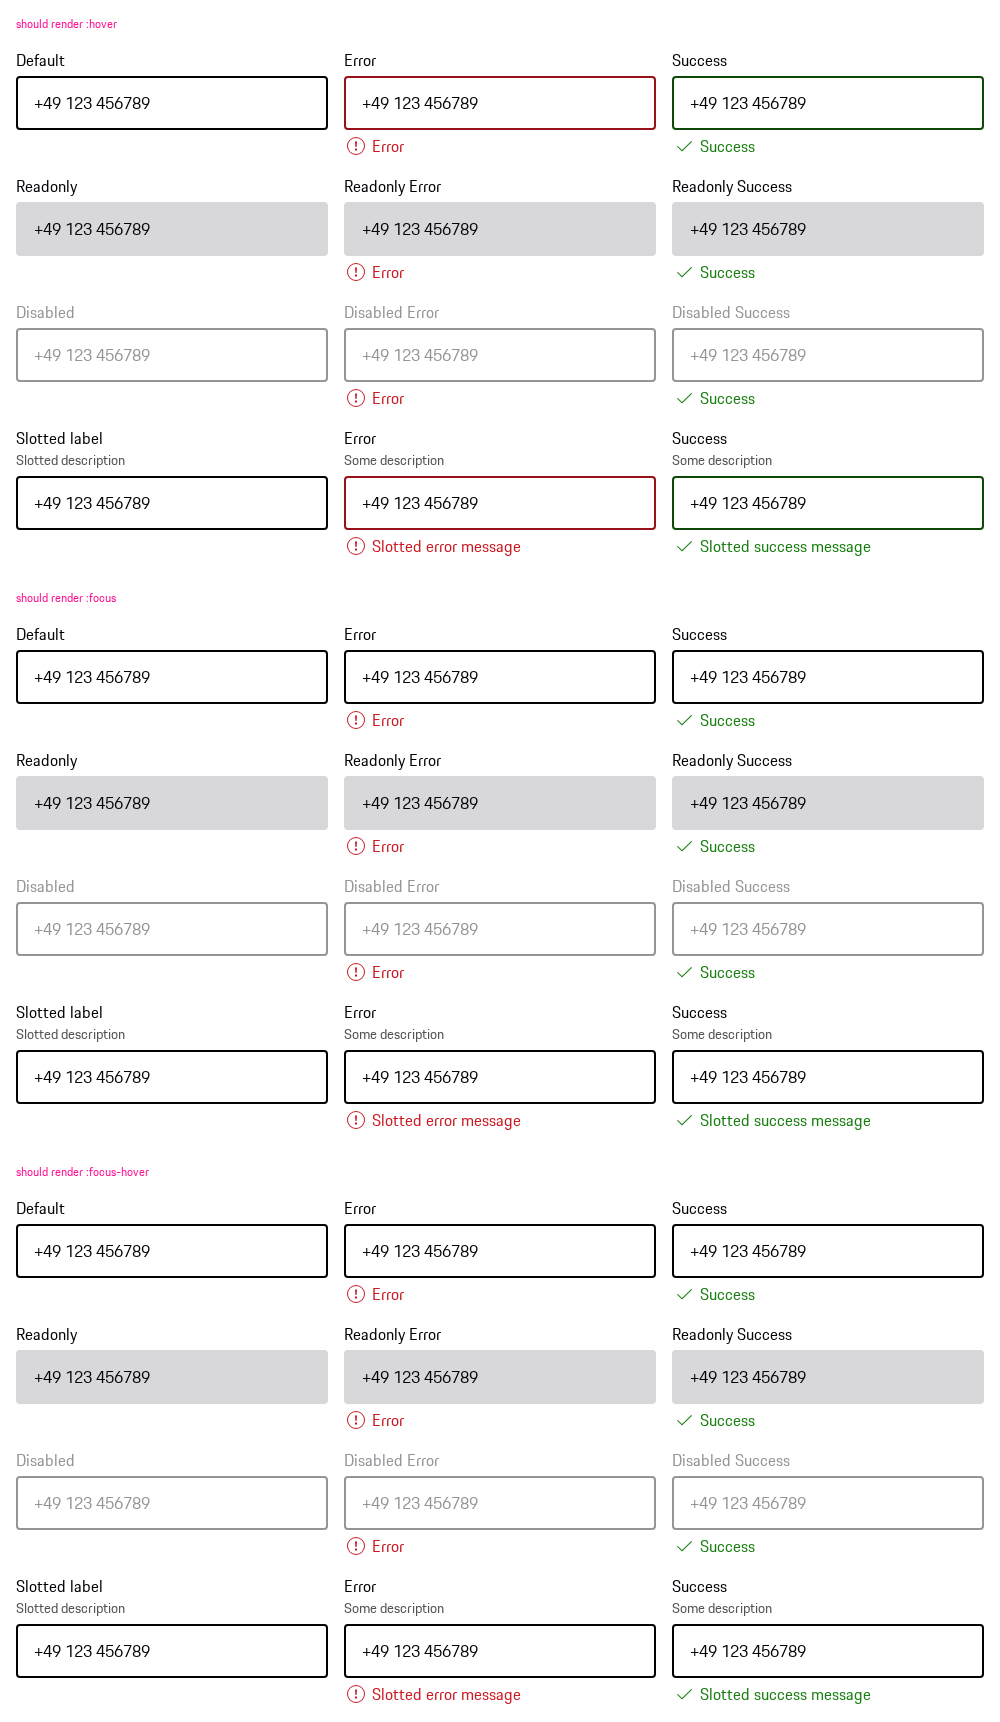 should render :hover
Default Error Success
+49 123 456789 +49 123 456789 +49 123 456789
Error Success
Readonly Readonly Error Readonly Success
+49 123 456789 +49 123 456789 +49 123 456789
Error Success
Disabled Disabled Error Disabled Success
+49 123 456789 +49 123 456789 +49 123 456789
Error Success
Slotted label Error Success
Slotted description Some description Some description
+49 123 456789 +49 123 456789 +49 123 456789
Slotted error message Slotted success message
should render :focus
Default Error Success
+49 123 456789 +49 123 456789 +49 123 456789
Error Success
Readonly Readonly Error Readonly Success
+49 123 456789 +49 123 456789 +49 123 456789
Error Success
Disabled Disabled Error Disabled Success
+49 123 456789 +49 123 456789 +49 123 456789
Error Success
Slotted label Error Success
Slotted description Some description Some description
+49 123 456789 +49 123 456789 +49 123 456789
Slotted error message Slotted success message
should render :focus-hover
Default Error Success
+49 123 456789 +49 123 456789 +49 123 456789
Error Success
Readonly Readonly Error Readonly Success
+49 123 456789 +49 123 456789 +49 123 456789
Error Success
Disabled Disabled Error Disabled Success
+49 123 456789 +49 123 456789 +49 123 456789
Error Success
Slotted label Error Success
Slotted description Some description Some description
+49 123 456789 +49 123 456789 +49 123 456789
Slotted error message Slotted success message